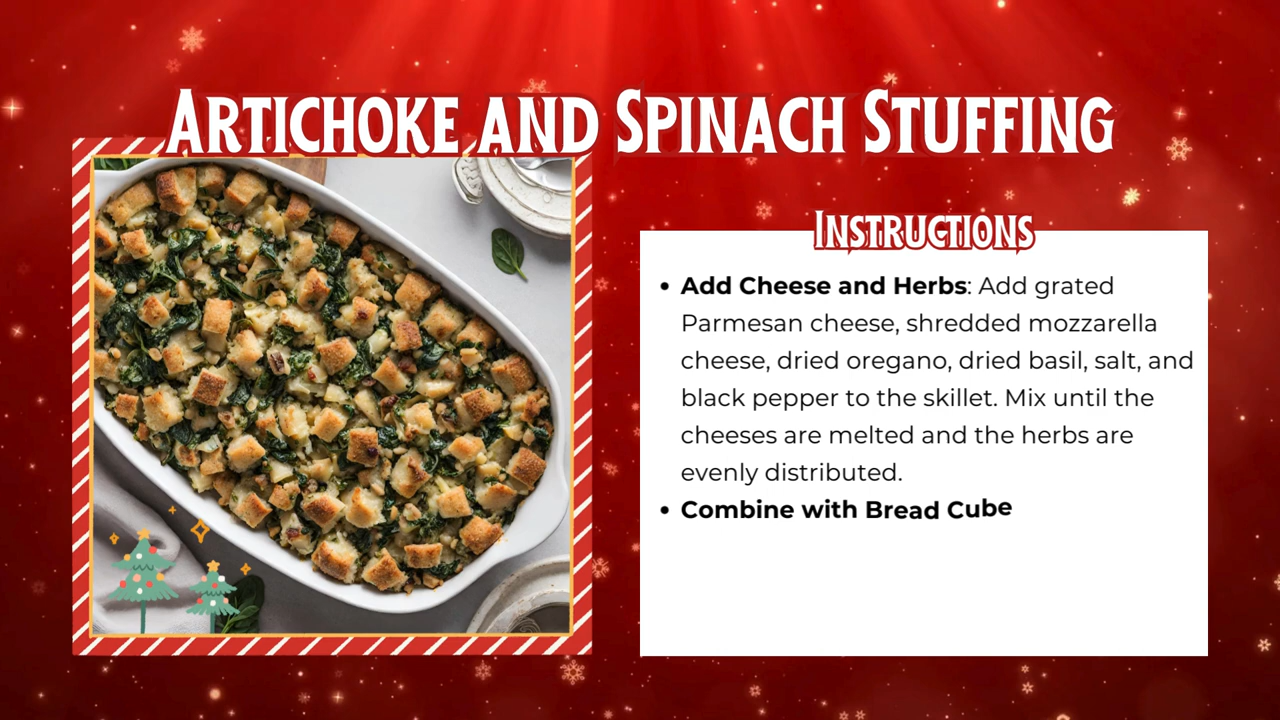 Artichoke and Spinach Stuffing
Instructions
• Add Cheese and Herbs: Add grated
Parmesan cheese, shredded mozzarella
cheese, dried oregano, dried basil, salt, and
black pepper to the skillet. Mix until the
cheeses are melted and the herbs are
evenly distributed.
• Combine with Bread Cube